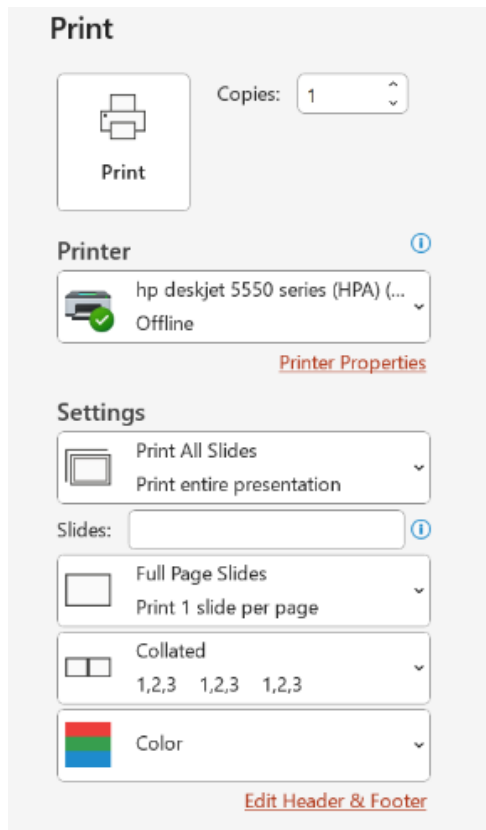 Print
Copies: 1
Print
Printer
hp deskjet 5550 series (HPA) (...
Offline
Printer Properties
Settings
Print All Slides
Print entire presentation
Slides:
Full Page Slides
Print 1 slide per page
Collated
1,2,3 1,2,3 1,2,3
Color
Edit Header & Footer